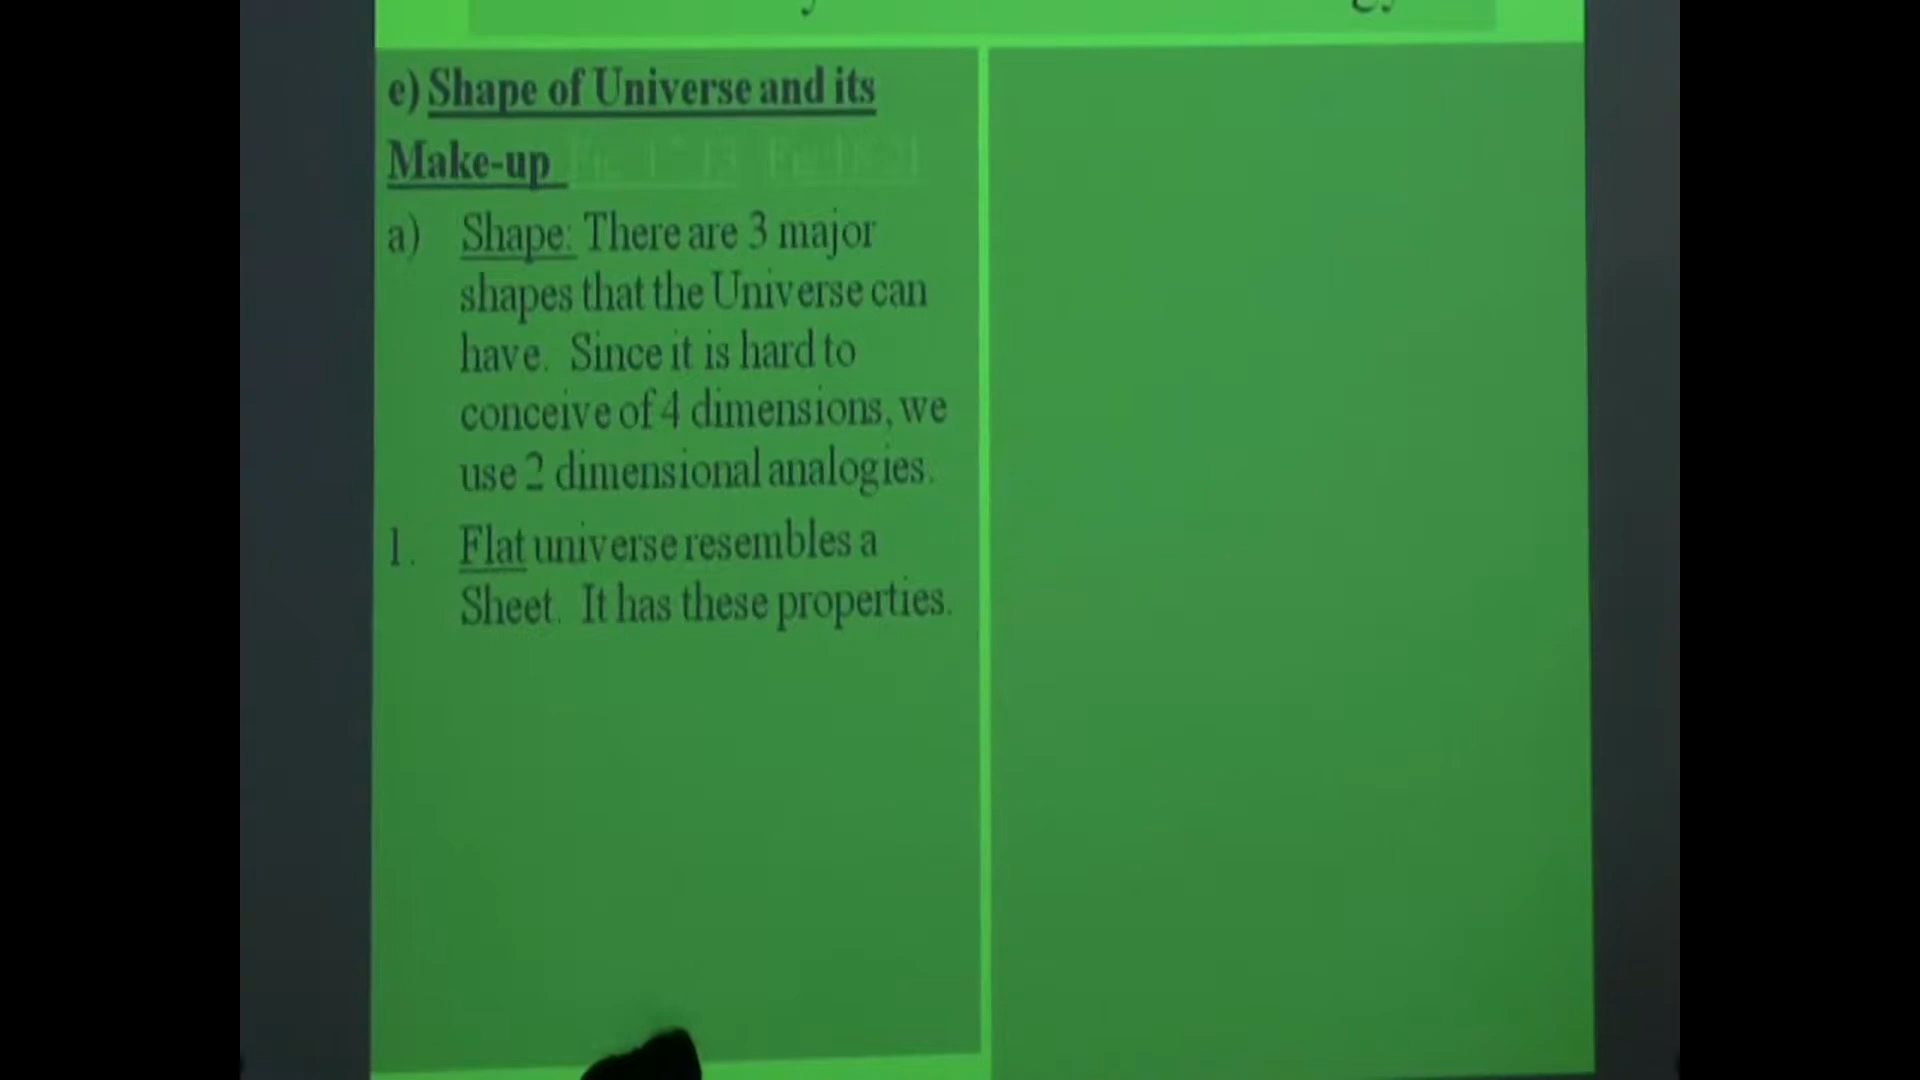 e) Shape of Universe and its
Make-up
a) Shape: There are 3 major
shapes that the Universe can
have. Since it is hard to
conceive of 4 dimensions, we
use 2 dimensional analogies.
1. Flat universe resembles a
Sheet. It has these properties.